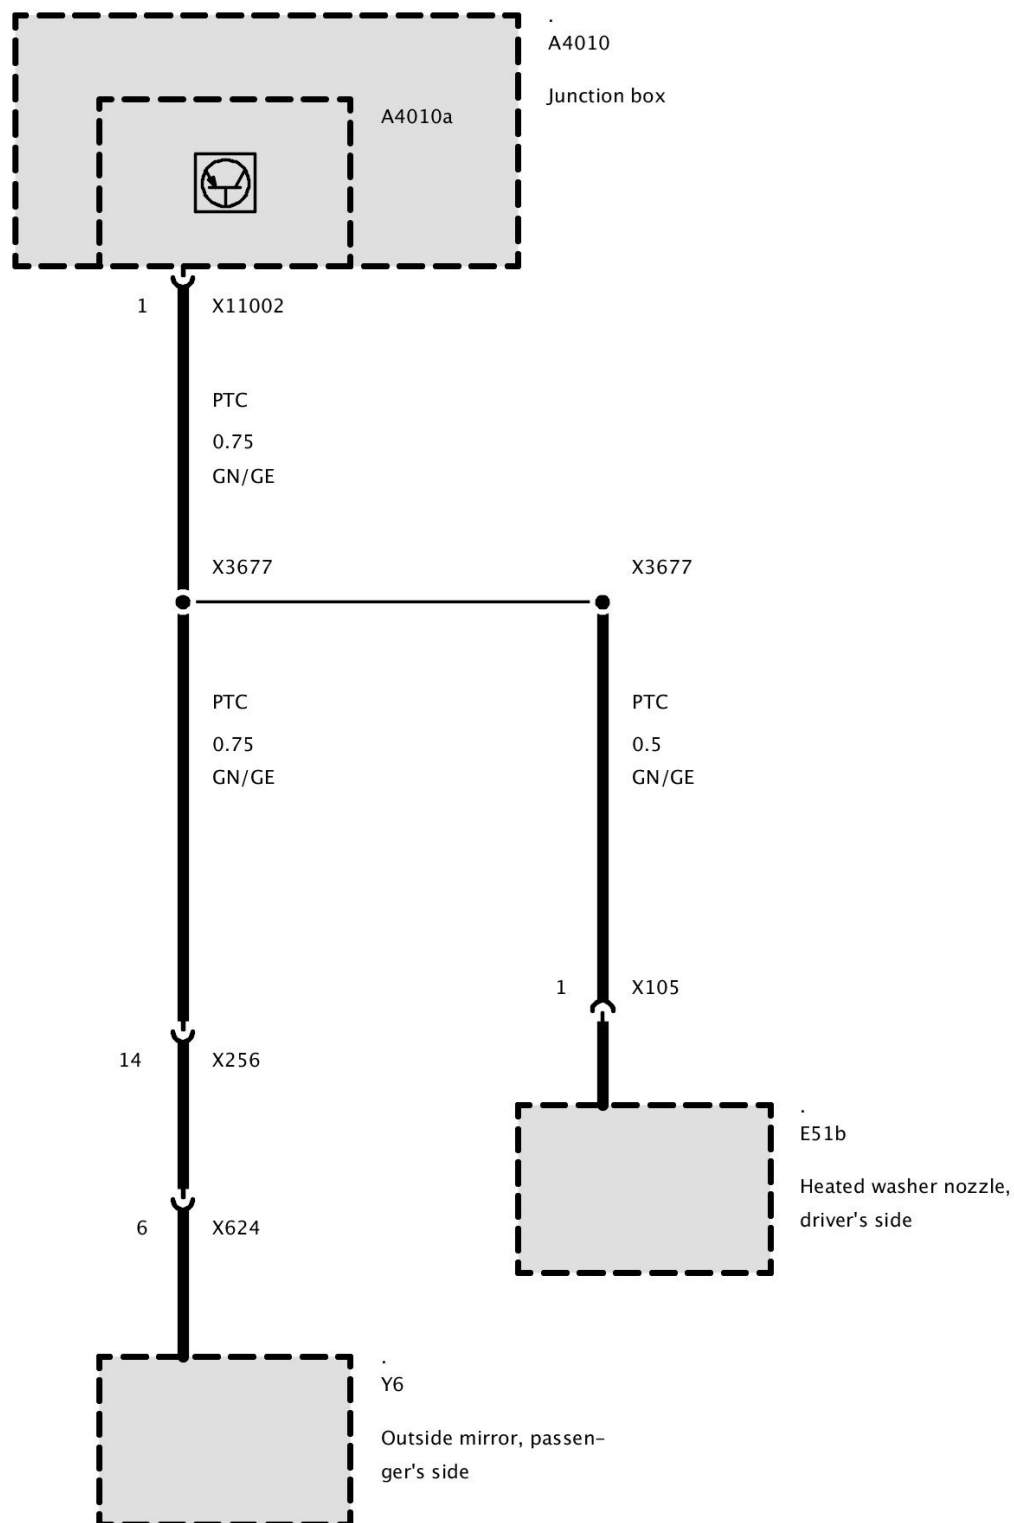 .
A4010
Junction box
A4010a
1 X11002
PTC
0.75
GN/GE
X3677 X3677
PTC PTC
0.75 0.5
GN/GE GN/GE
1 X105
14 X256
.
E51b
Heated washer nozzle,
driver's side
6 X624
.
Y6
Outside mirror, passen-
ger's side